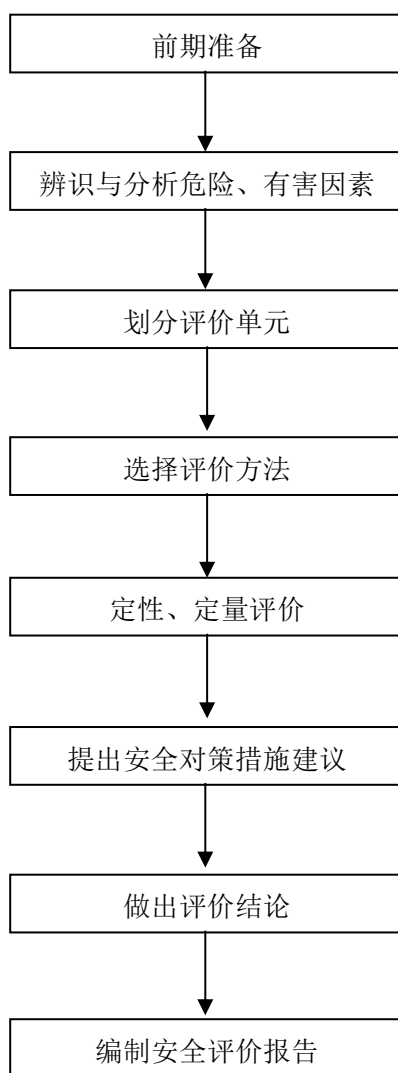 前期准备
辨识与分析危险、有害因素
划分评价单元
选择评价方法
定性、定量评价
提出安全对策措施建议
做出评价结论
编制安全评价报告